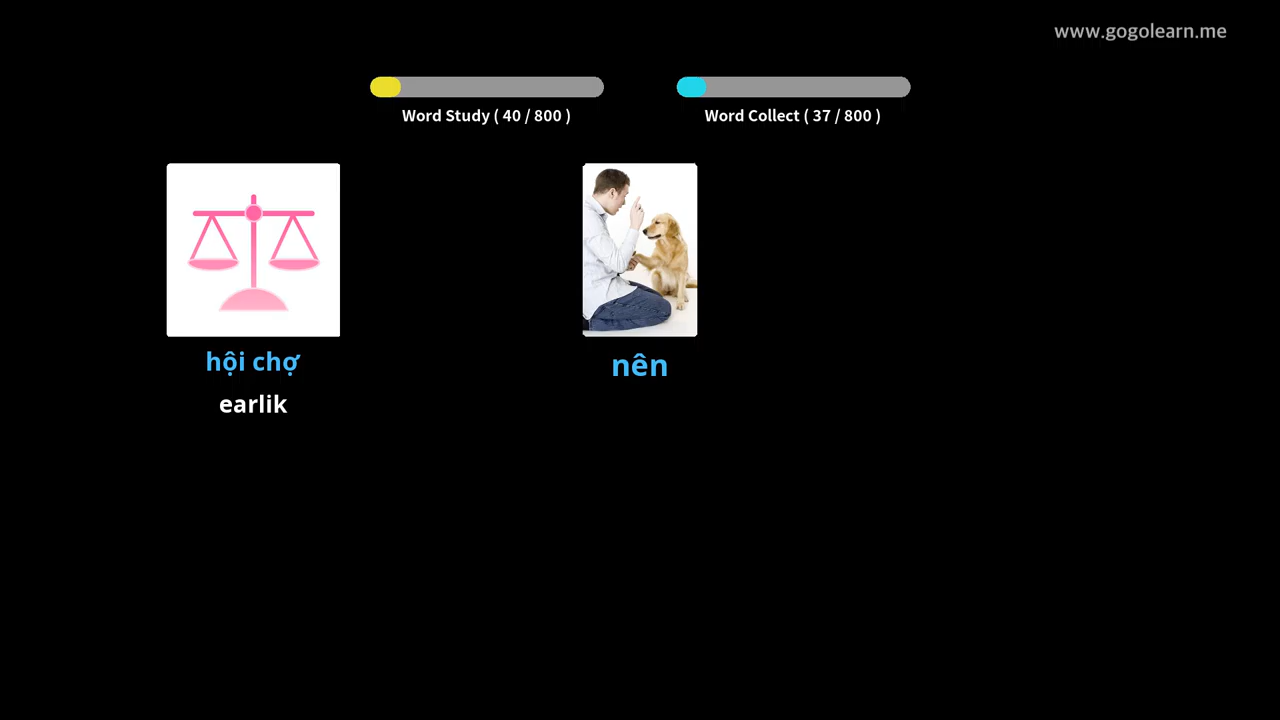 www.gogolearn.me
Word Study ( 40 / 800 )
Word Collect ( 37 / 800 )
hội chợ
earlik
nên